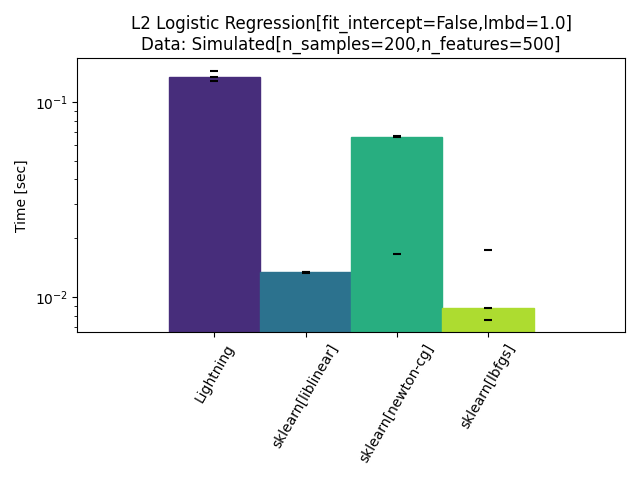 L2 Logistic Regression[fit_intercept=False,lmbd=1.0]
Data: Simulated[n_samples=200,n_features=500]
Time [sec]
10⁻¹
10⁻²
Lightning
sklearn[liblinear]
sklearn[newton-cg]
sklearn[lbfgs]